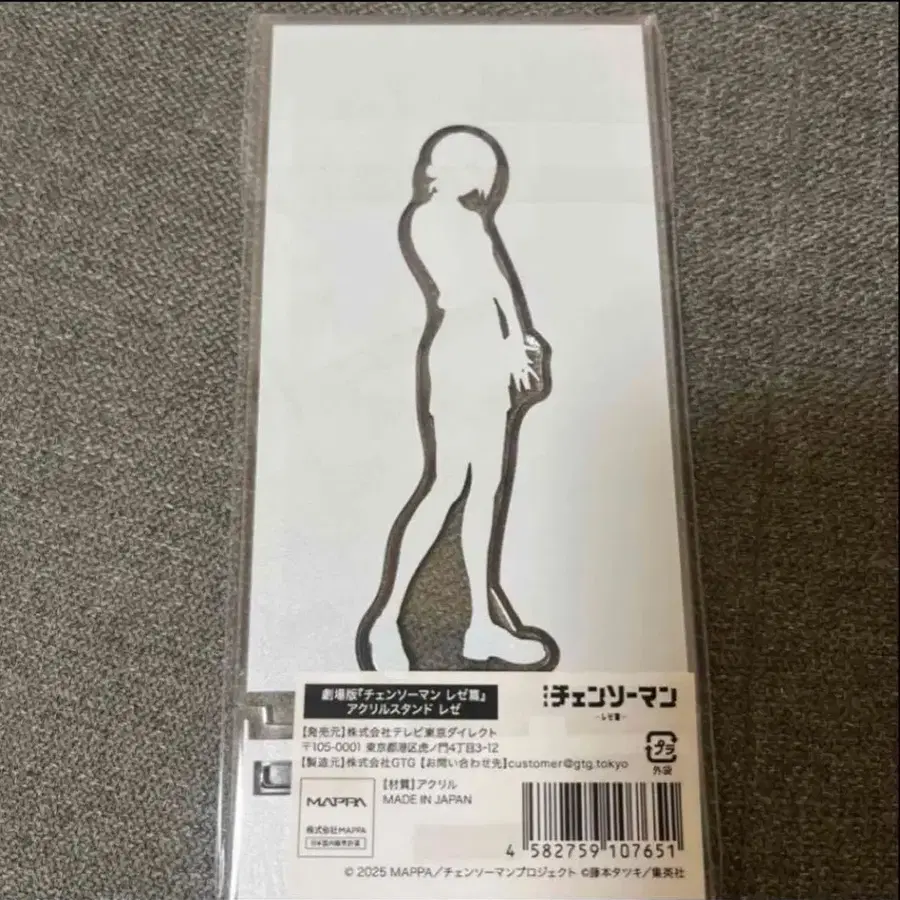 劇場版『チェンソーマン レゼ篇』
アクリルスタンド レゼ
劇場版 チェンソーマン
-レゼ篇-
【発売元】株式会社テレビ東京ダイレクト
〒105-0001 東京都港区虎ノ門4丁目3-12
【製造元】株式会社GTG 【お問い合わせ先】customer@gtg.tokyo
プラ
外袋
【材質】アクリル
MADE IN JAPAN
MAPPA
株式会社MAPPA
日本国内販売許諾
4 582759 107651
© 2025 MAPPA／チェンソーマンプロジェクト ©藤本タツキ／集英社